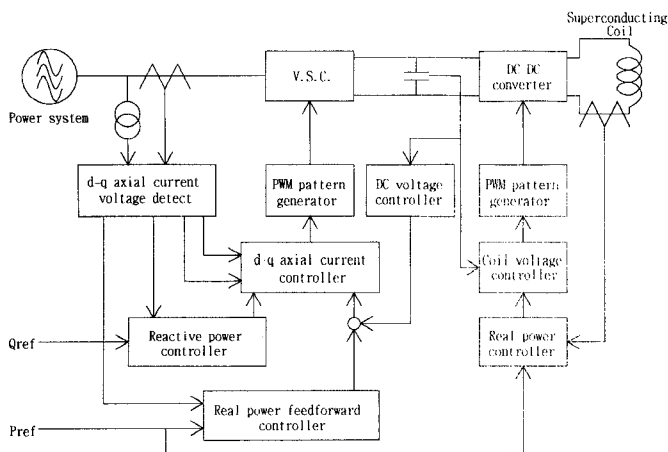 Superconducting
Coil
V.S.C.
DC DC
converter
Power system
d-q axial current
voltage detect
PWM pattern
generator
DC voltage
controller
PWM pattern
generator
d-q axial current
controller
Coil voltage
controller
Qref
Reactive power
controller
Real power
controller
Pref
Real power feedforward
controller